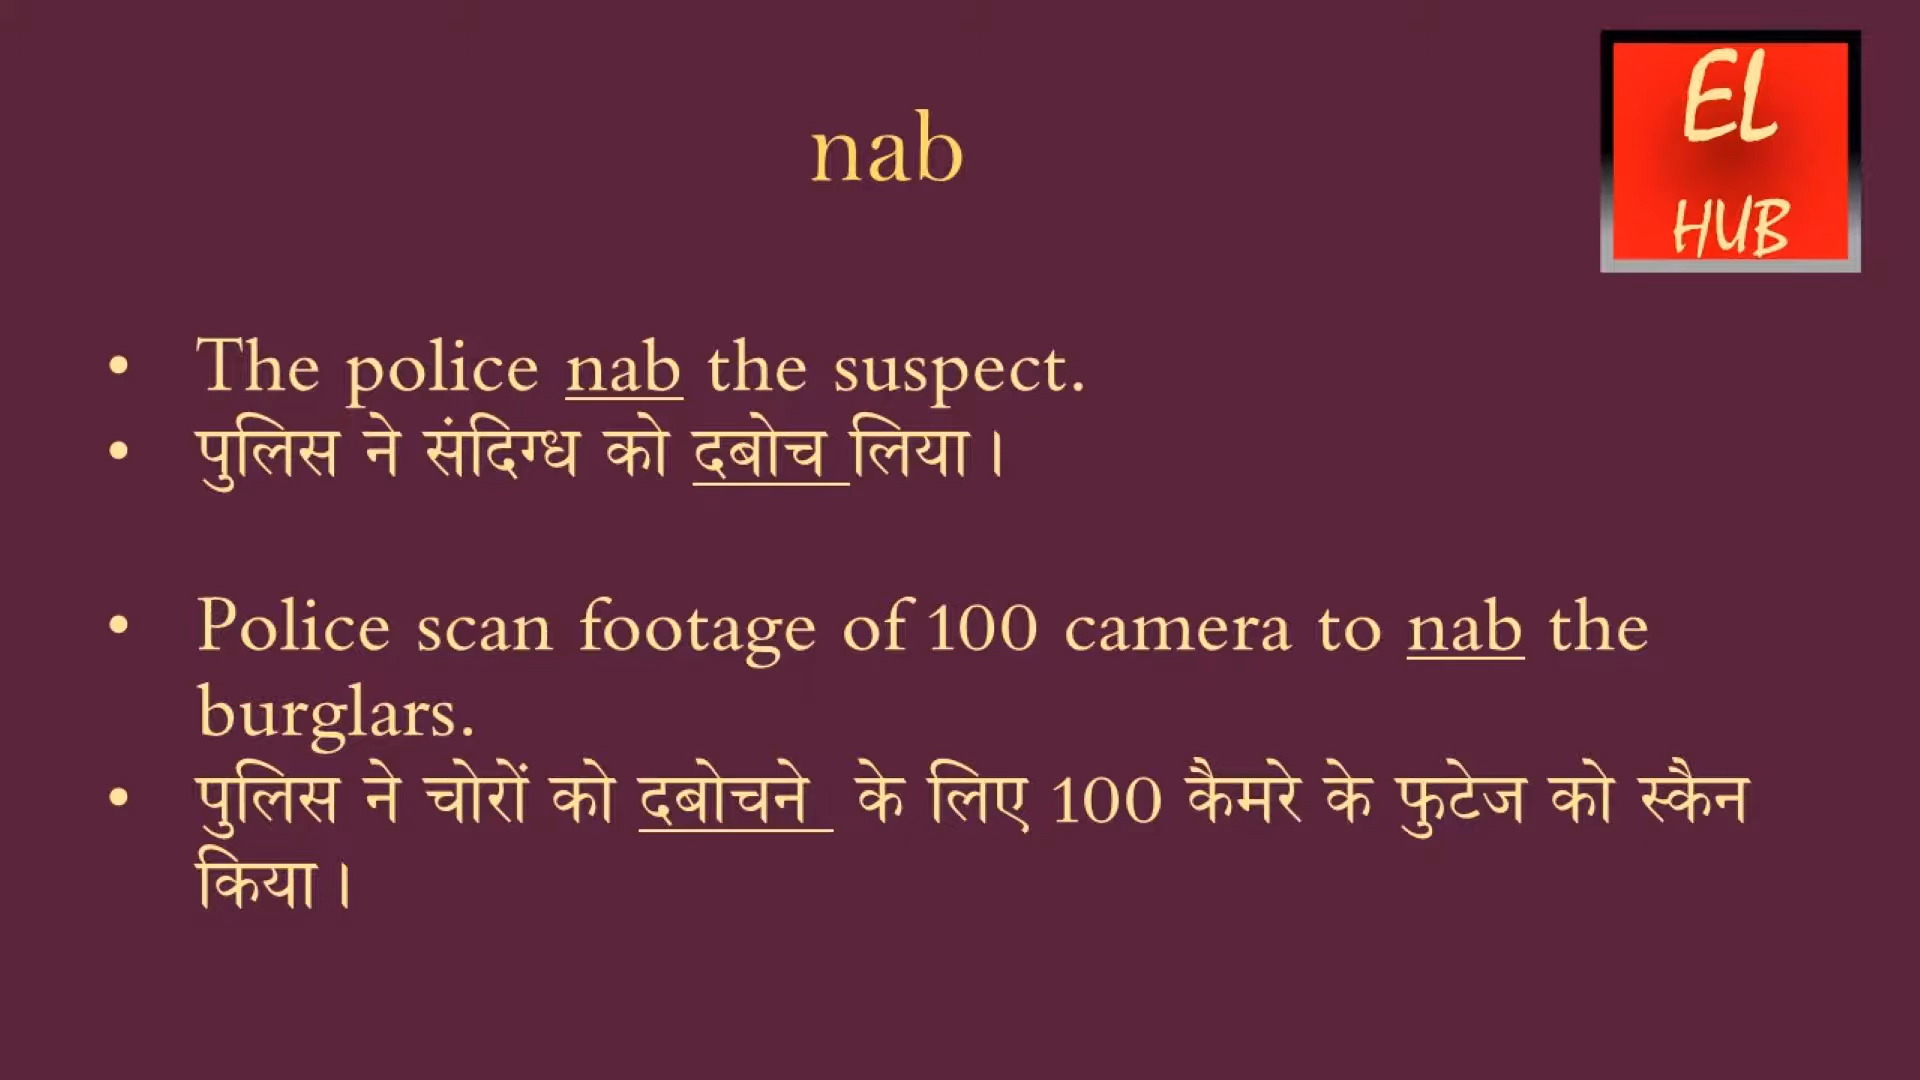 EL
HUB
nab
• The police nab the suspect.
• पुलिस ने संदिग्ध को दबोच लिया।
• Police scan footage of 100 camera to nab the
burglars.
• पुलिस ने चोरों को दबोचने के लिए 100 कैमरे के फुटेज को स्कैन
किया।